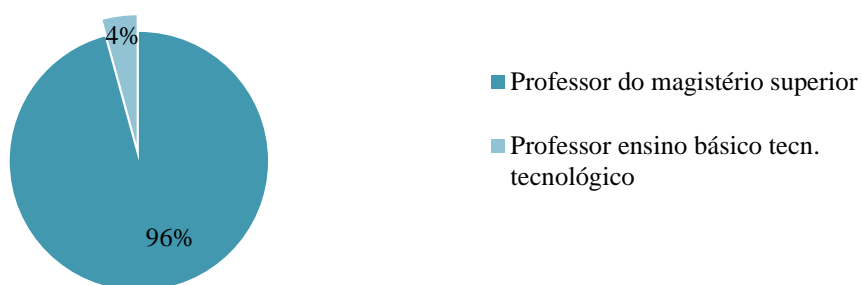 4%
Professor do magistério superior
Professor ensino básico tecn.
tecnológico
96%